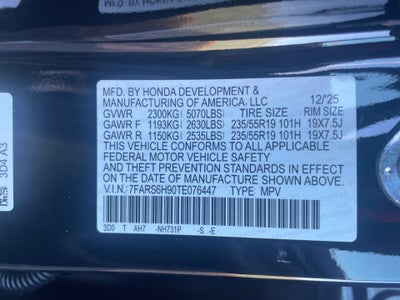 MFD. BY HONDA DEVELOPMENT &
MANUFACTURING OF AMERICA, LLC 12/'25
GVWR 2300KG(5070LBS) TIRE SIZE RIM SIZE
GAWR F 1193KG(2630LBS) 235/55R19 101H 19X7.5J
GAWR R 1150KG(2535LBS) 235/55R19 101H 19X7.5J
THIS VEHICLE CONFORMS TO ALL APPLICABLE
FEDERAL MOTOR VEHICLE SAFETY
AND THEFT PREVENTION STANDARDS IN EFFECT
ON THE DATE OF MANUFACTURE SHOWN ABOVE.
V.I.N. 7FARS6H90TE076447 TYPE: MPV
3D0 T AH7 -NH731P -S -E
3D4 A3